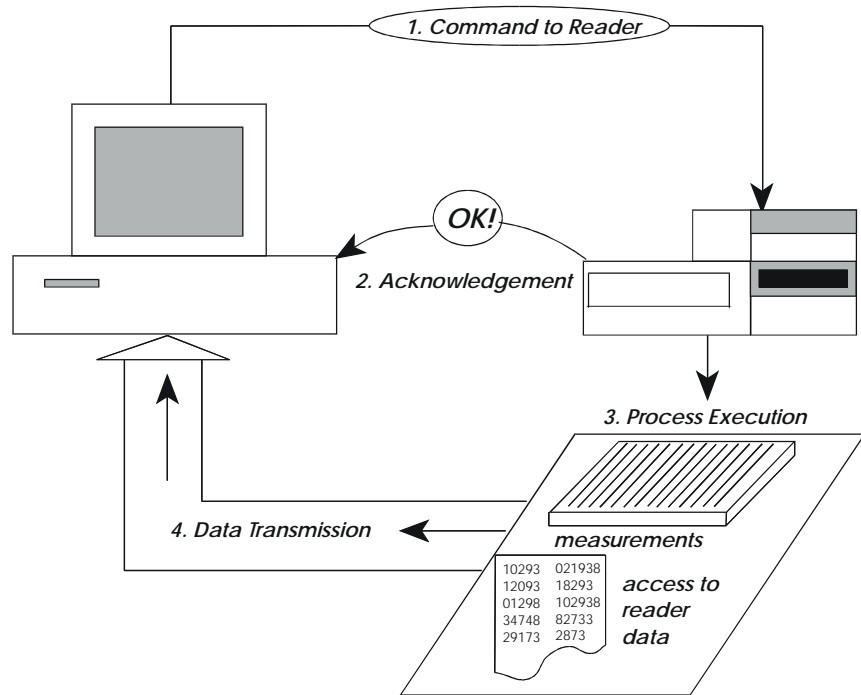 1. Command to Reader
OK!
2. Acknowledgement
3. Process Execution
measurements
4. Data Transmission
10293 021938
12093 18293
01298 102938
34748 82733
29173 2873
access to
reader
data